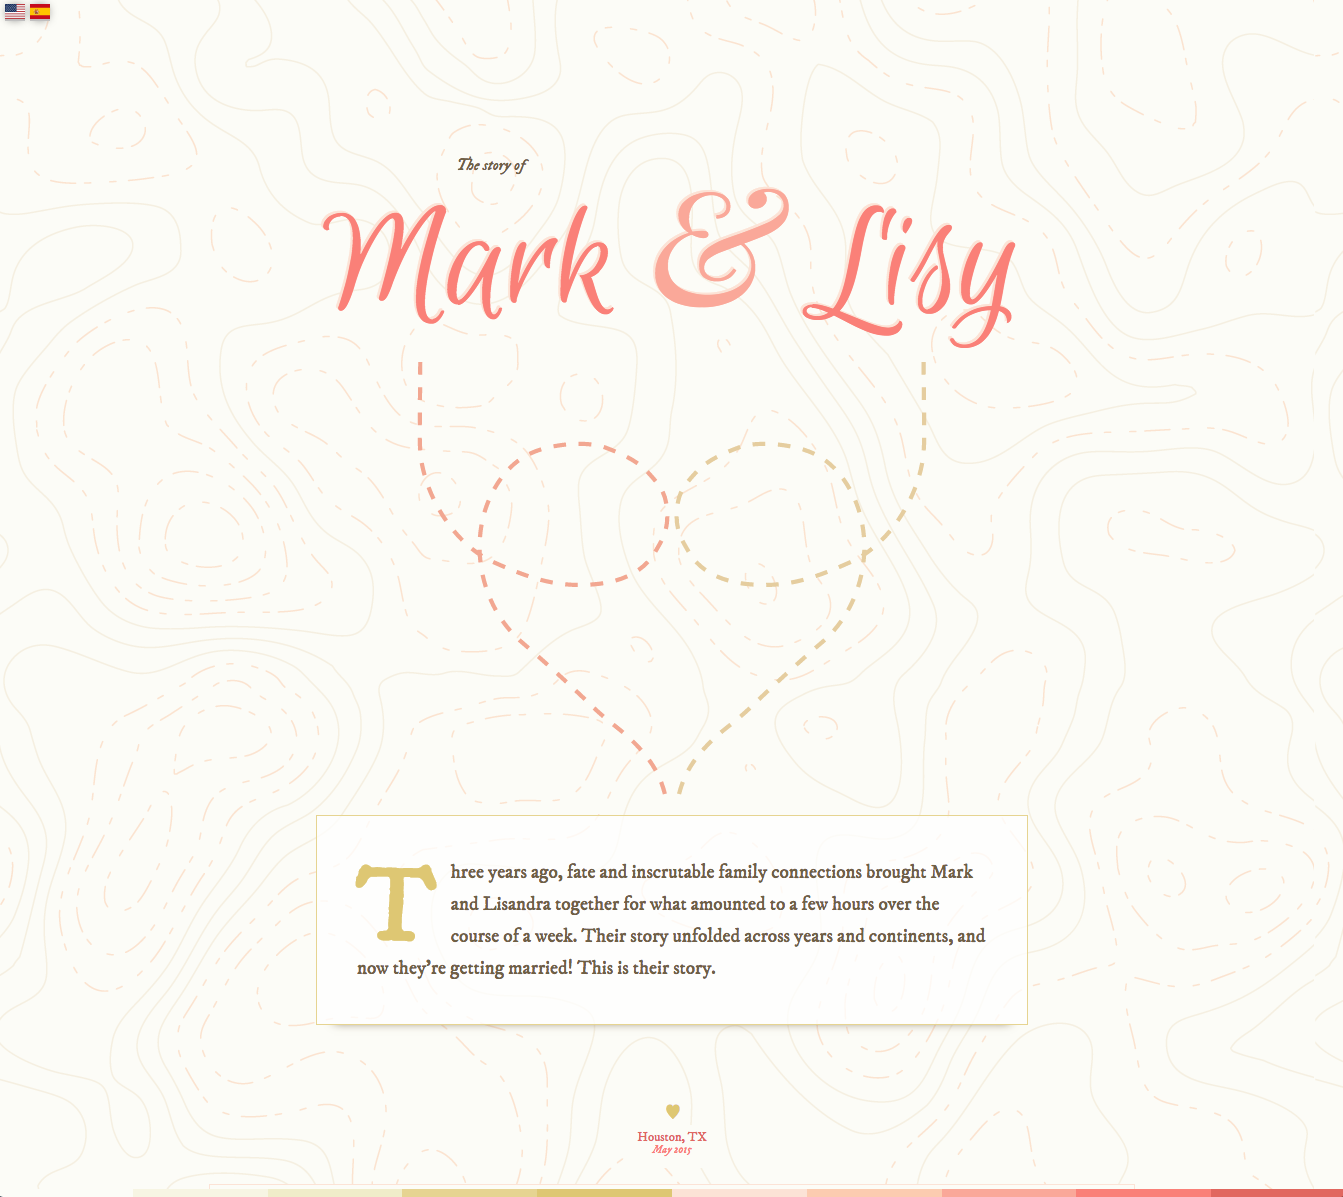 The story of
Mark & Lisy
Three years ago, fate and inscrutable family connections brought Mark
and Lisandra together for what amounted to a few hours over the
course of a week. Their story unfolded across years and continents, and
now they’re getting married! This is their story.
Houston, TX
May 2015